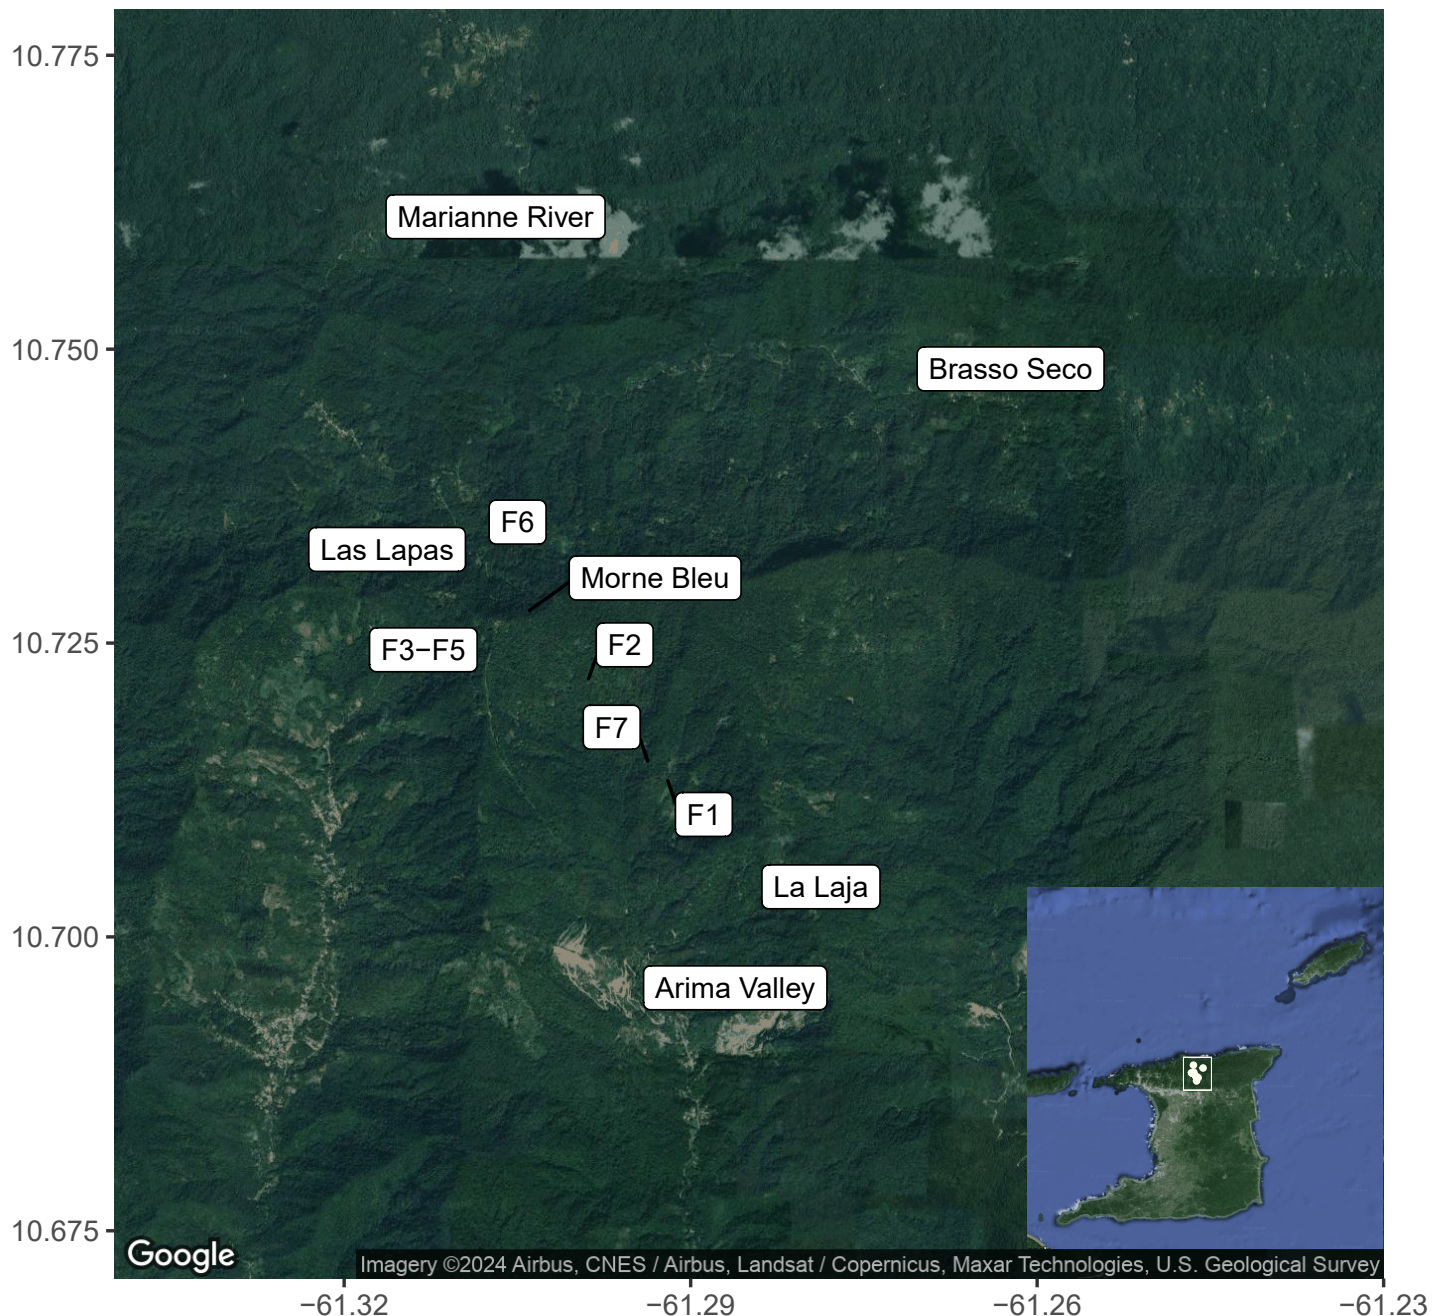 10.775
Marianne River
10.750
Brasso Seco
F6
Las Lapas
Morne Bleu
10.725
F3−F5
F2
F7
F1
La Laja
10.700
Arima Valley
10.675
Google
Imagery ©2024 Airbus, CNES / Airbus, Landsat / Copernicus, Maxar Technologies, U.S. Geological Survey
−61.32
−61.29
−61.26
−61.23